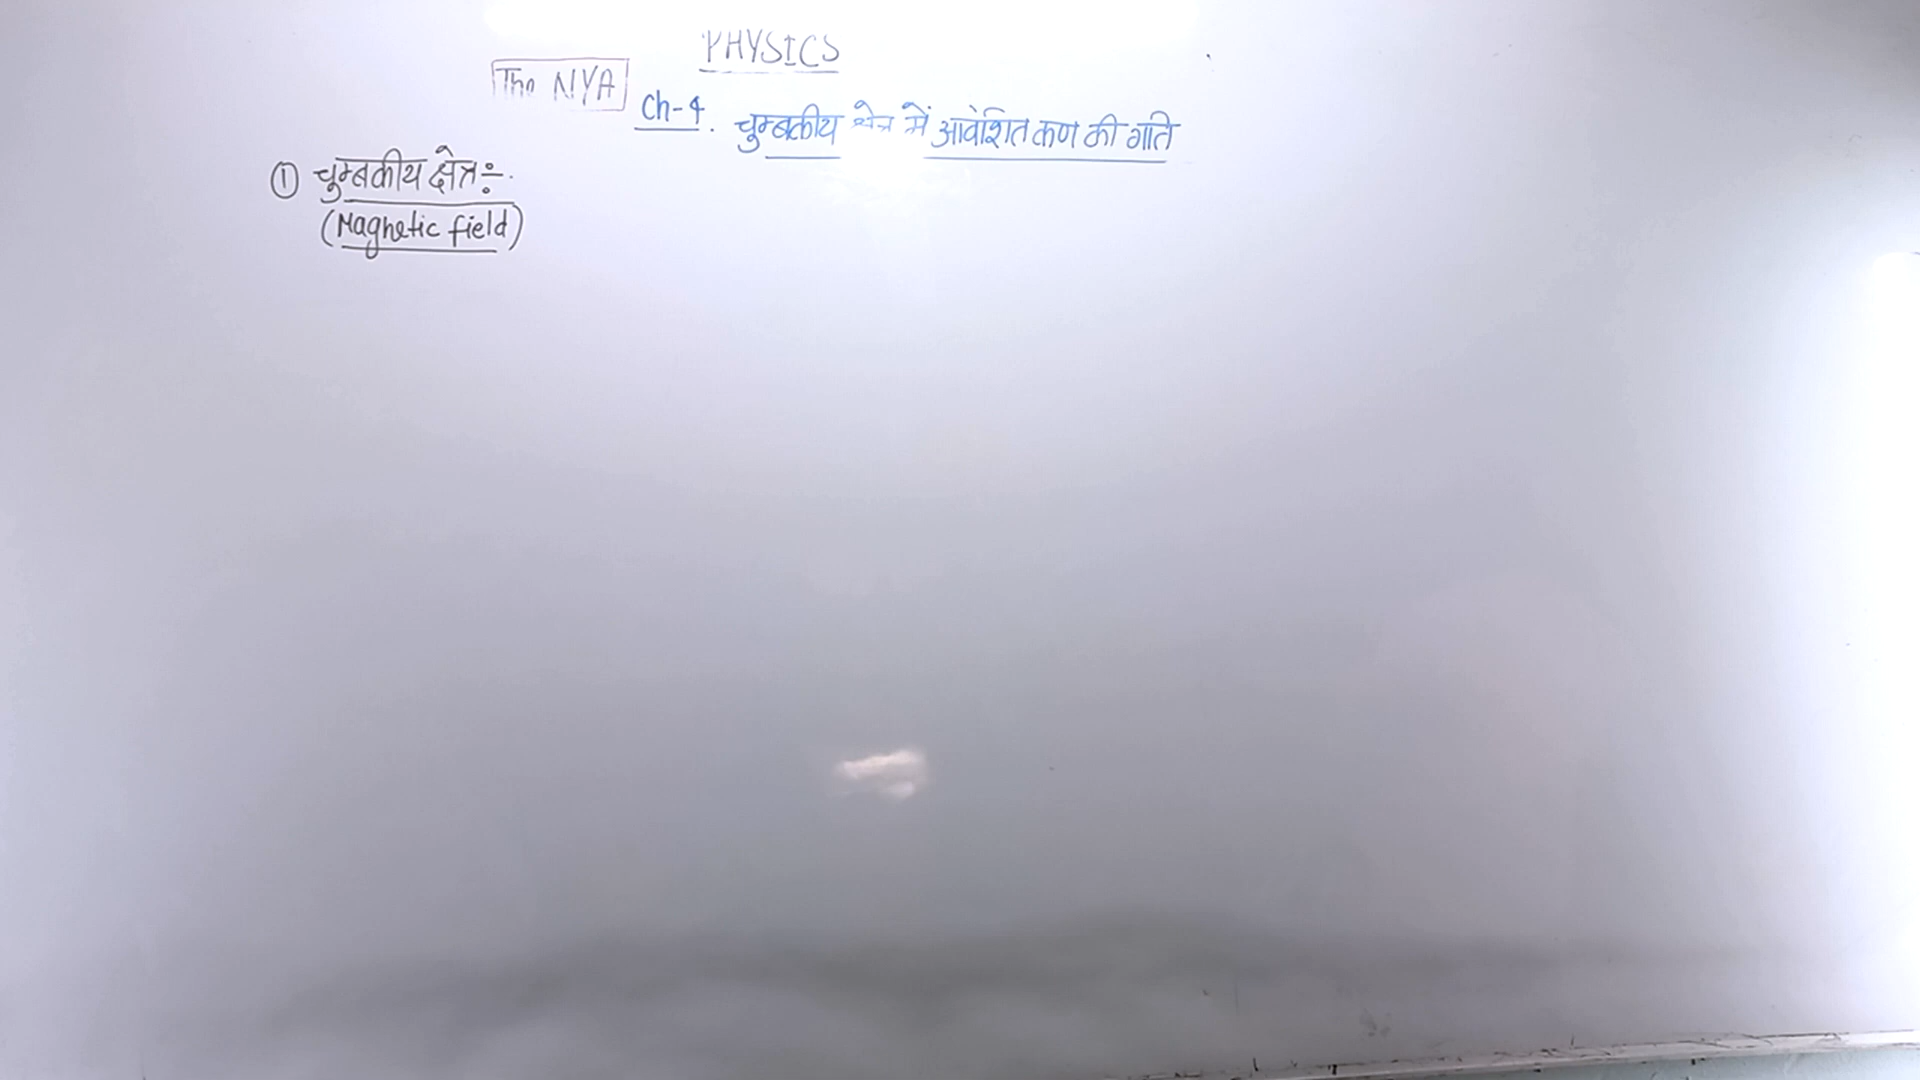 PHYSICS
The NYA
Ch-4. चुम्बकीय क्षेत्र में आवेशित कण की गति
① चुम्बकीय क्षेत्र÷.
(Magnetic field)